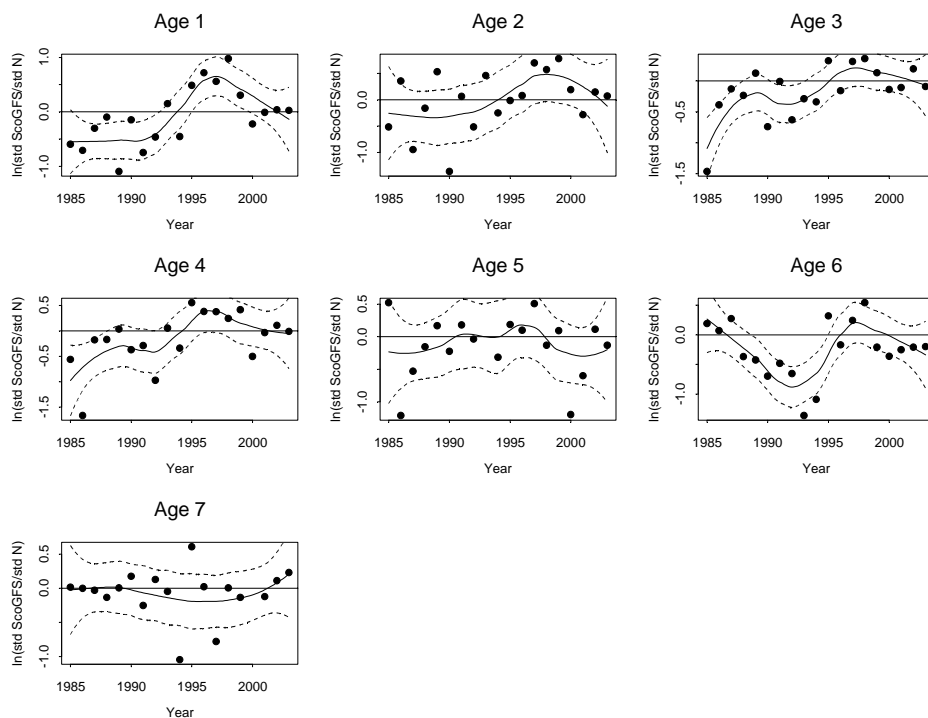 Age 1
Age 2
Age 3
ln(std ScoGFS/std N)
1.0
0.0
-1.0
1985 1990 1995 2000
Year
ln(std ScoGFS/std N)
0.0
-1.0
1985 1990 1995 2000
Year
ln(std ScoGFS/std N)
-0.5
-1.5
1985 1990 1995 2000
Year
Age 4
Age 5
Age 6
ln(std ScoGFS/std N)
0.5
-0.5
-1.5
1985 1990 1995 2000
Year
ln(std ScoGFS/std N)
0.5
0.0
-1.0
1985 1990 1995 2000
Year
ln(std ScoGFS/std N)
0.0
-1.0
1985 1990 1995 2000
Year
Age 7
ln(std ScoGFS/std N)
0.5
0.0
-1.0
1985 1990 1995 2000
Year